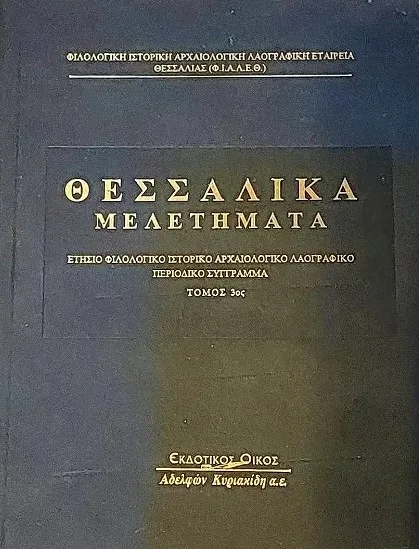 ΦΙΛΟΛΟΓΙΚΗ ΙΣΤΟΡΙΚΗ ΑΡΧΑΙΟΛΟΓΙΚΗ ΛΑΟΓΡΑΦΙΚΗ ΕΤΑΙΡΕΙΑ
ΘΕΣΣΑΛΙΑΣ (Φ.Ι.Α.Λ.Ε.Θ.)
ΘΕΣΣΑΛΙΚΑ
ΜΕΛΕΤΗΜΑΤΑ
ΕΤΗΣΙΟ ΦΙΛΟΛΟΓΙΚΟ ΙΣΤΟΡΙΚΟ ΑΡΧΑΙΟΛΟΓΙΚΟ ΛΑΟΓΡΑΦΙΚΟ
ΠΕΡΙΟΔΙΚΟ ΣΥΓΓΡΑΜΜΑ
ΤΟΜΟΣ 3ος
ΕΚΔΟΤΙΚΟΣ ΟΙΚΟΣ
Αδελφών Κυριακίδη α.ε.